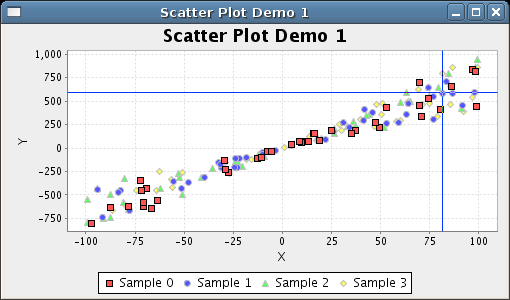 Scatter Plot Demo 1
Scatter Plot Demo 1
1,000
750
500
250
0
-250
-500
-750
Y
-100 -75 -50 -25 0 25 50 75 100
X
Sample 0 Sample 1 Sample 2 Sample 3